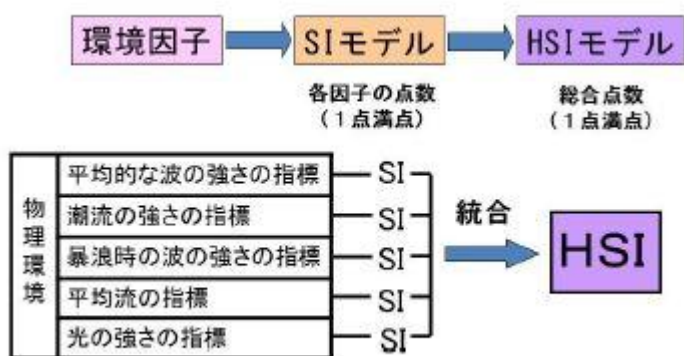 環境因子
SIモデル
HSIモデル
各因子の点数
(1点満点)
総合点数
(1点満点)
物理環境
平均的な波の強さの指標
SI
潮流の強さの指標
SI
暴浪時の波の強さの指標
SI
平均流の指標
SI
光の強さの指標
SI
統合
HSI